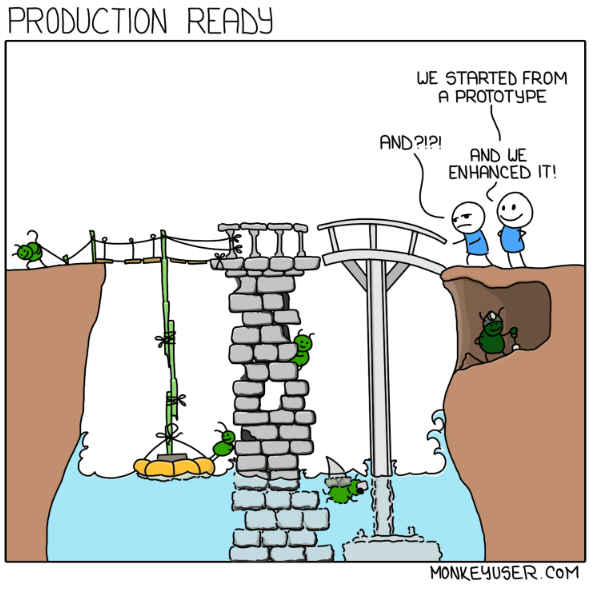 PRODUCTION READY
WE STARTED FROM
A PROTOTYPE
AND?!?!
AND WE
ENHANCED IT!
MONKEYUSER.COM